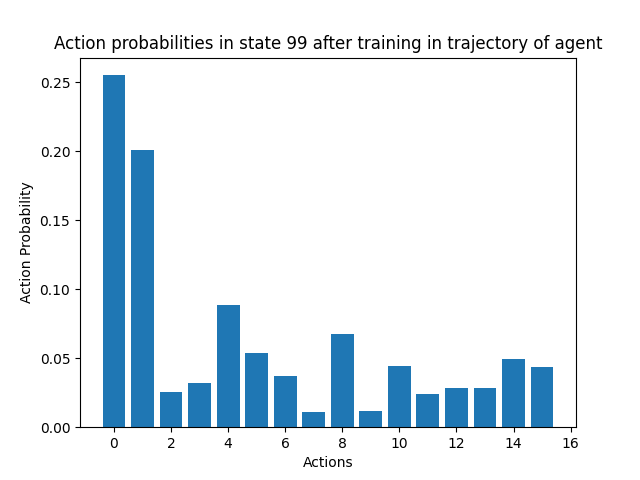 Action probabilities in state 99 after training in trajectory of agent
0.25
0.20
0.15
0.10
0.05
0.00
Action Probability
0 2 4 6 8 10 12 14 16
Actions